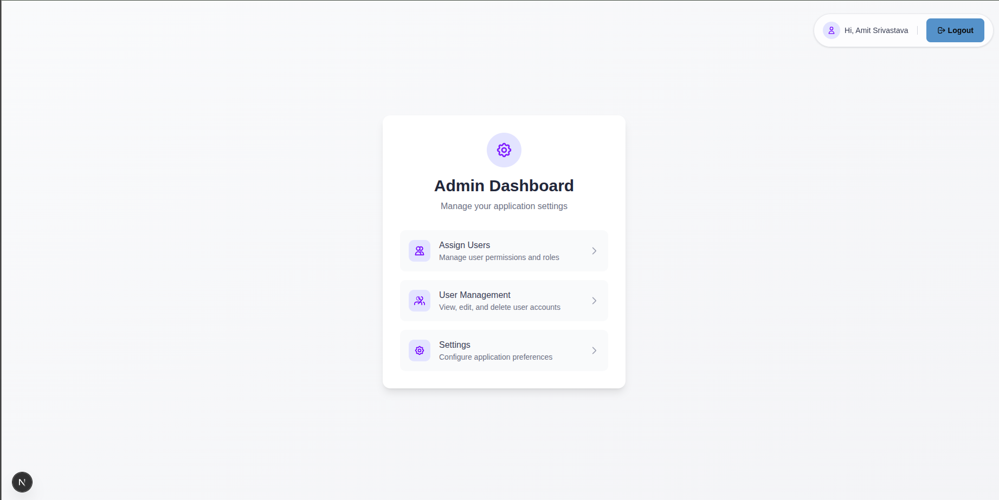 Hi, Amit Srivastava
Logout
Admin Dashboard
Manage your application settings
Assign Users
Manage user permissions and roles
User Management
View, edit, and delete user accounts
Settings
Configure application preferences
N